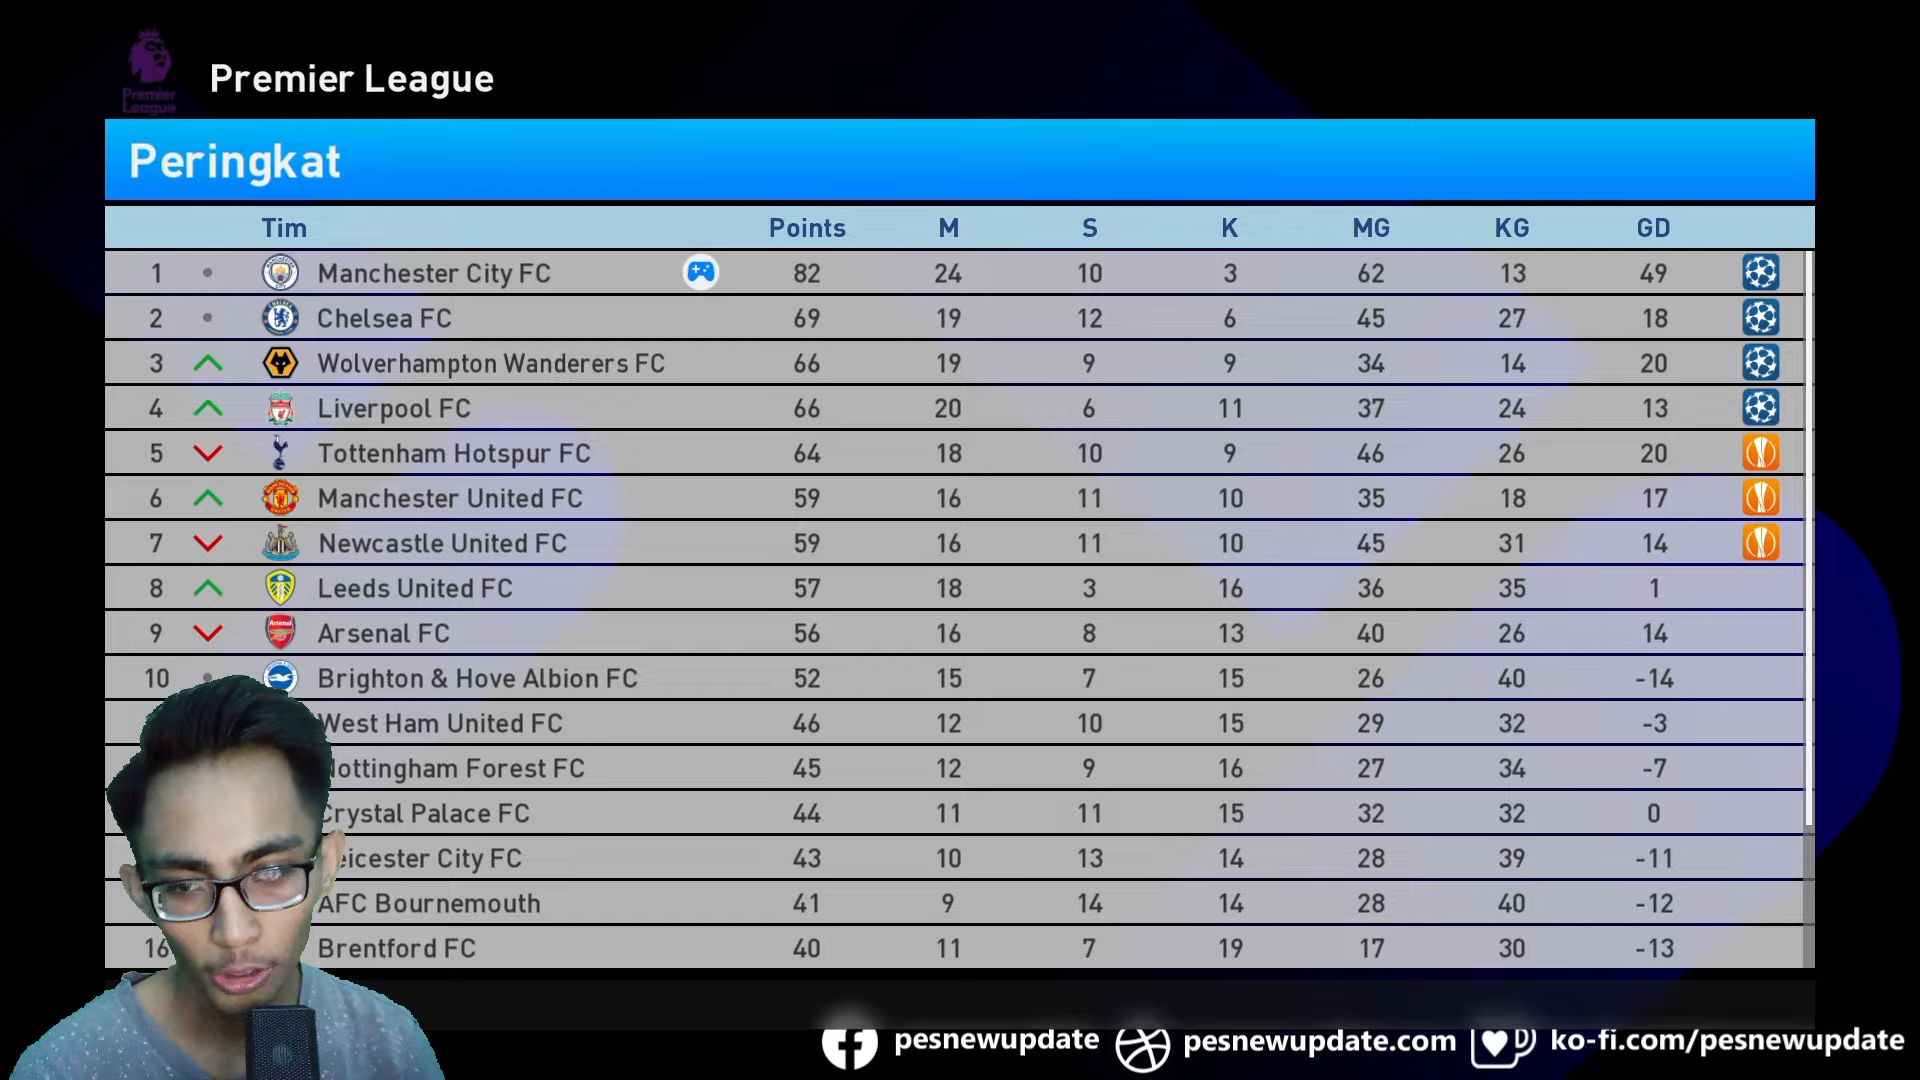 Premier League
Premier League
Peringkat
Tim Points M S K MG KG GD
1 Manchester City FC 82 24 10 3 62 13 49
2 Chelsea FC 69 19 12 6 45 27 18
3 Wolverhampton Wanderers FC 66 19 9 9 34 14 20
4 Liverpool FC 66 20 6 11 37 24 13
5 Tottenham Hotspur FC 64 18 10 9 46 26 20
6 Manchester United FC 59 16 11 10 35 18 17
7 Newcastle United FC 59 16 11 10 45 31 14
8 Leeds United FC 57 18 3 16 36 35 1
9 Arsenal FC 56 16 8 13 40 26 14
10 Brighton & Hove Albion FC 52 15 7 15 26 40 -14
West Ham United FC 46 12 10 15 29 32 -3
Nottingham Forest FC 45 12 9 16 27 34 -7
Crystal Palace FC 44 11 11 15 32 32 0
eicester City FC 43 10 13 14 28 39 -11
AFC Bournemouth 41 9 14 14 28 40 -12
16 Brentford FC 40 11 7 19 17 30 -13
pesnewupdate pesnewupdate.com ko-fi.com/pesnewupdate